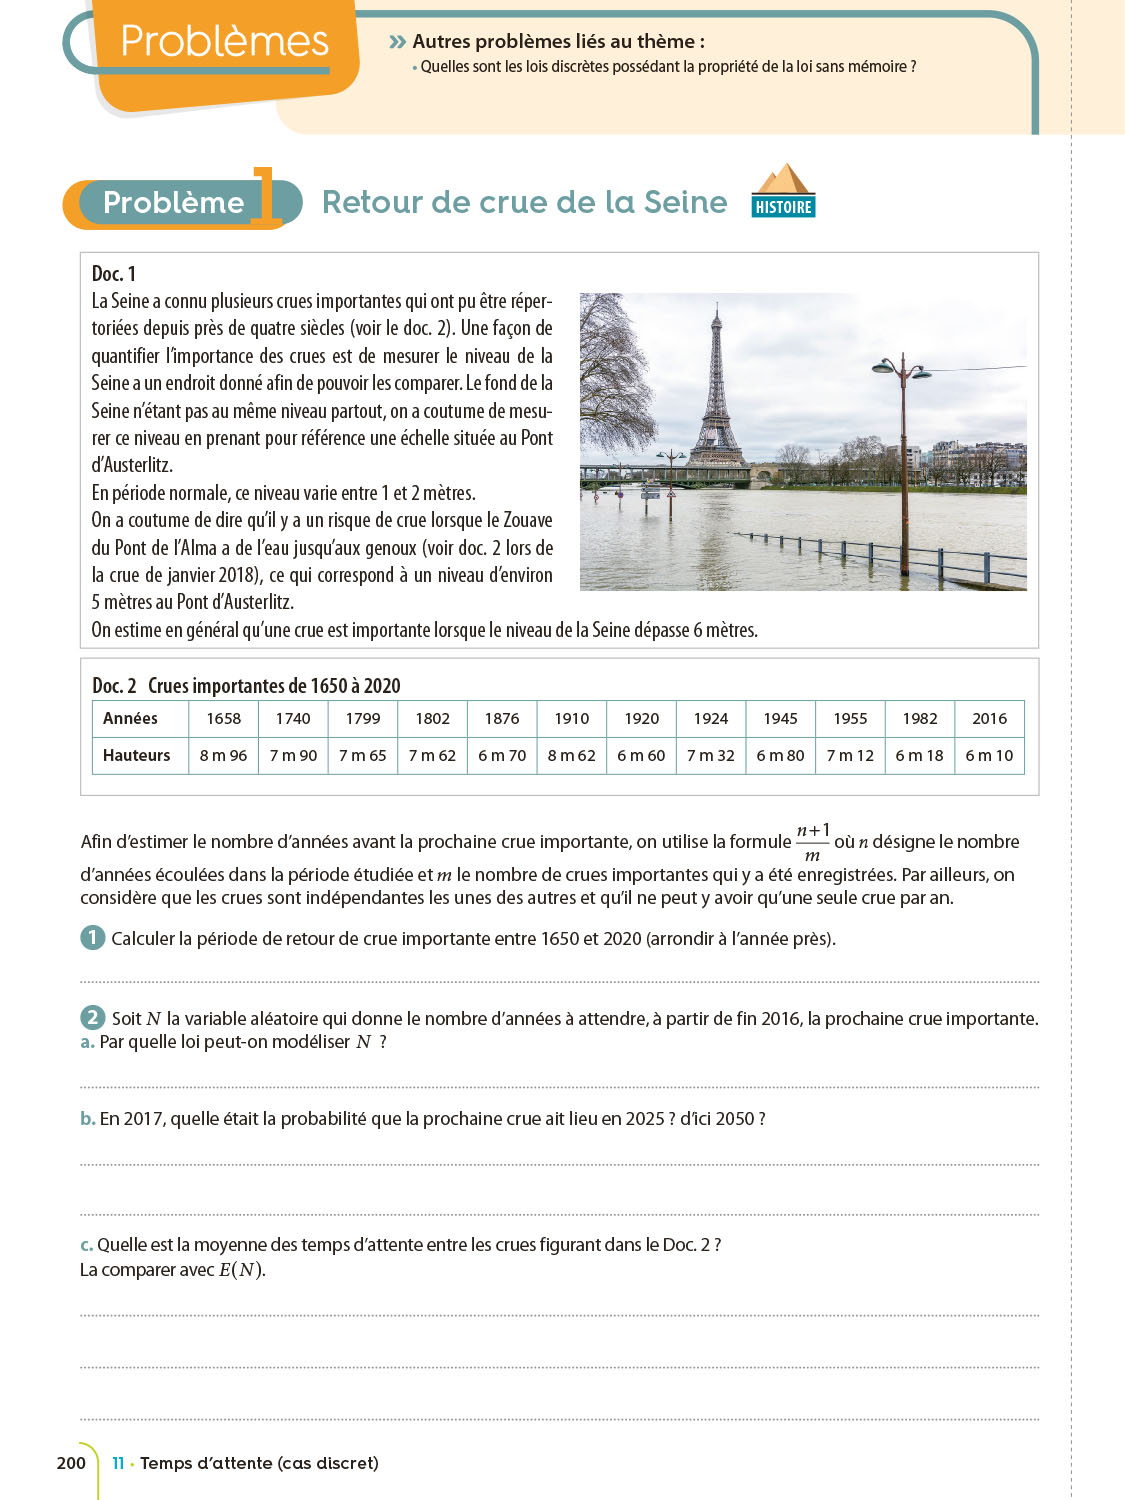 Problèmes
» Autres problèmes liés au thème :
• Quelles sont les lois discrètes possédant la propriété de la loi sans mémoire ?
Problème 1 Retour de crue de la Seine
HISTOIRE
Doc. 1
La Seine a connu plusieurs crues importantes qui ont pu être réper-
toriées depuis près de quatre siècles (voir le doc. 2). Une façon de
quantifier l’importance des crues est de mesurer le niveau de la
Seine a un endroit donné afin de pouvoir les comparer. Le fond de la
Seine n’étant pas au même niveau partout, on a coutume de mesu-
rer ce niveau en prenant pour référence une échelle située au Pont
d’Austerlitz.
En période normale, ce niveau varie entre 1 et 2 mètres.
On a coutume de dire qu’il y a un risque de crue lorsque le Zouave
du Pont de l’Alma a de l’eau jusqu’aux genoux (voir doc. 2 lors de
la crue de janvier 2018), ce qui correspond à un niveau d’environ
5 mètres au Pont d’Austerlitz.
On estime en général qu’une crue est importante lorsque le niveau de la Seine dépasse 6 mètres.
Doc. 2 Crues importantes de 1650 à 2020
Années 1658 1740 1799 1802 1876 1910 1920 1924 1945 1955 1982 2016
Hauteurs 8 m 96 7 m 90 7 m 65 7 m 62 6 m 70 8 m 62 6 m 60 7 m 32 6 m 80 7 m 12 6 m 18 6 m 10
Afin d’estimer le nombre d’années avant la prochaine crue importante, on utilise la formule (n+1)/m où n désigne le nombre
d’années écoulées dans la période étudiée et m le nombre de crues importantes qui y a été enregistrées. Par ailleurs, on
considère que les crues sont indépendantes les unes des autres et qu’il ne peut y avoir qu’une seule crue par an.
1 Calculer la période de retour de crue importante entre 1650 et 2020 (arrondir à l’année près).
2 Soit N la variable aléatoire qui donne le nombre d’années à attendre, à partir de fin 2016, la prochaine crue importante.
a. Par quelle loi peut-on modéliser N ?
b. En 2017, quelle était la probabilité que la prochaine crue ait lieu en 2025 ? d’ici 2050 ?
c. Quelle est la moyenne des temps d’attente entre les crues figurant dans le Doc. 2 ?
La comparer avec E(N).
200 11 • Temps d’attente (cas discret)